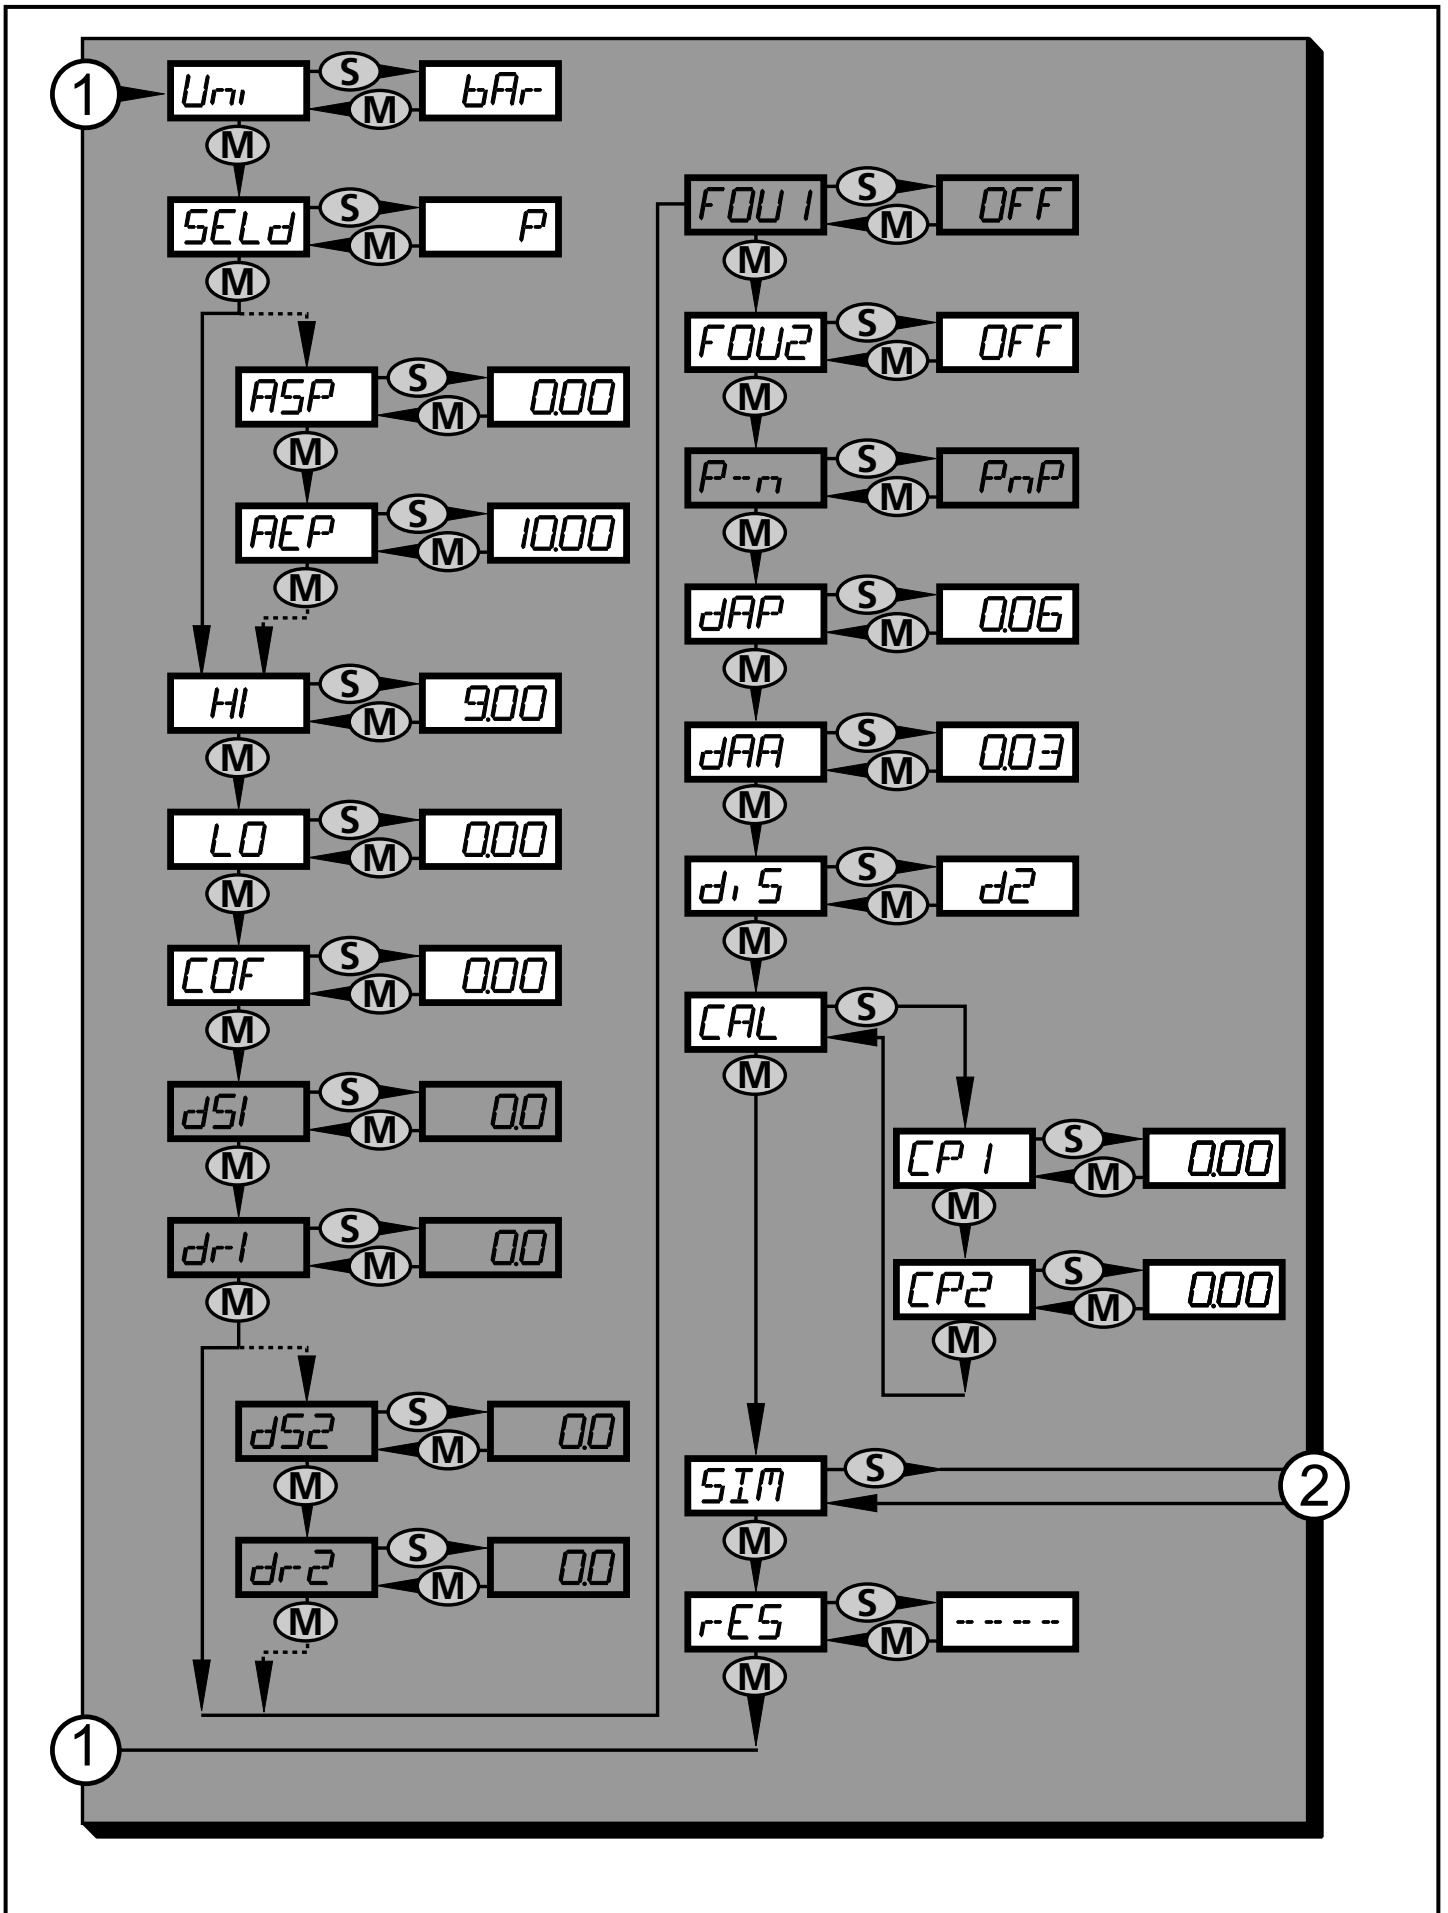 1
Uni S bAr
M
M
SELd S P
M
M
ASP S 0.00
M
M
AEP S 10.00
M
M
HI S 9.00
M
M
LO S 0.00
M
M
COF S 0.00
M
M
dS1 S 0.0
M
M
dr1 S 0.0
M
M
dS2 S 0.0
M
M
dr2 S 0.0
M
M
1
FOU1 S OFF
M
M
FOU2 S OFF
M
M
P-n S PnP
M
M
dAP S 0.06
M
M
dAA S 0.03
M
M
diS S d2
M
M
CAL S
M
CP1 S 0.00
M
M
CP2 S 0.00
M
M
SIM S
2
M
rES S ----
M
M